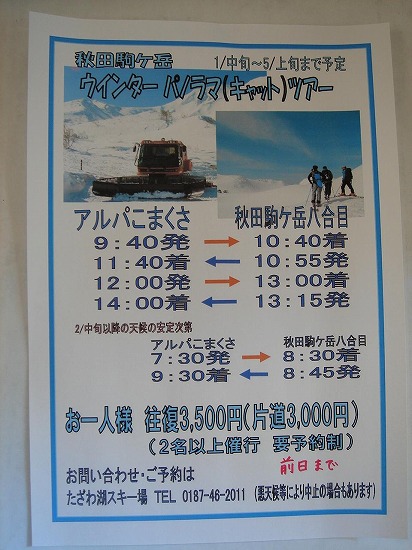 秋田駒ケ岳 1/中旬～5/上旬まで予定
ウインターパノラマ(キャット)ツアー
アルパこまくさ 秋田駒ケ岳八合目
9:40発 → 10:40着
11:40着 ← 10:55発
12:00発 → 13:00着
14:00着 ← 13:15発
2/中旬以降の天候の安定次第
アルパこまくさ 秋田駒ケ岳八合目
7:30発 → 8:30着
9:30着 ← 8:45発
お一人様 往復3,500円(片道3,000円)
(2名以上催行 要予約制)
前日まで
お問い合わせ・ご予約は
たざわ湖スキー場 TEL 0187-46-2011 (悪天候等により中止の場合もあります)